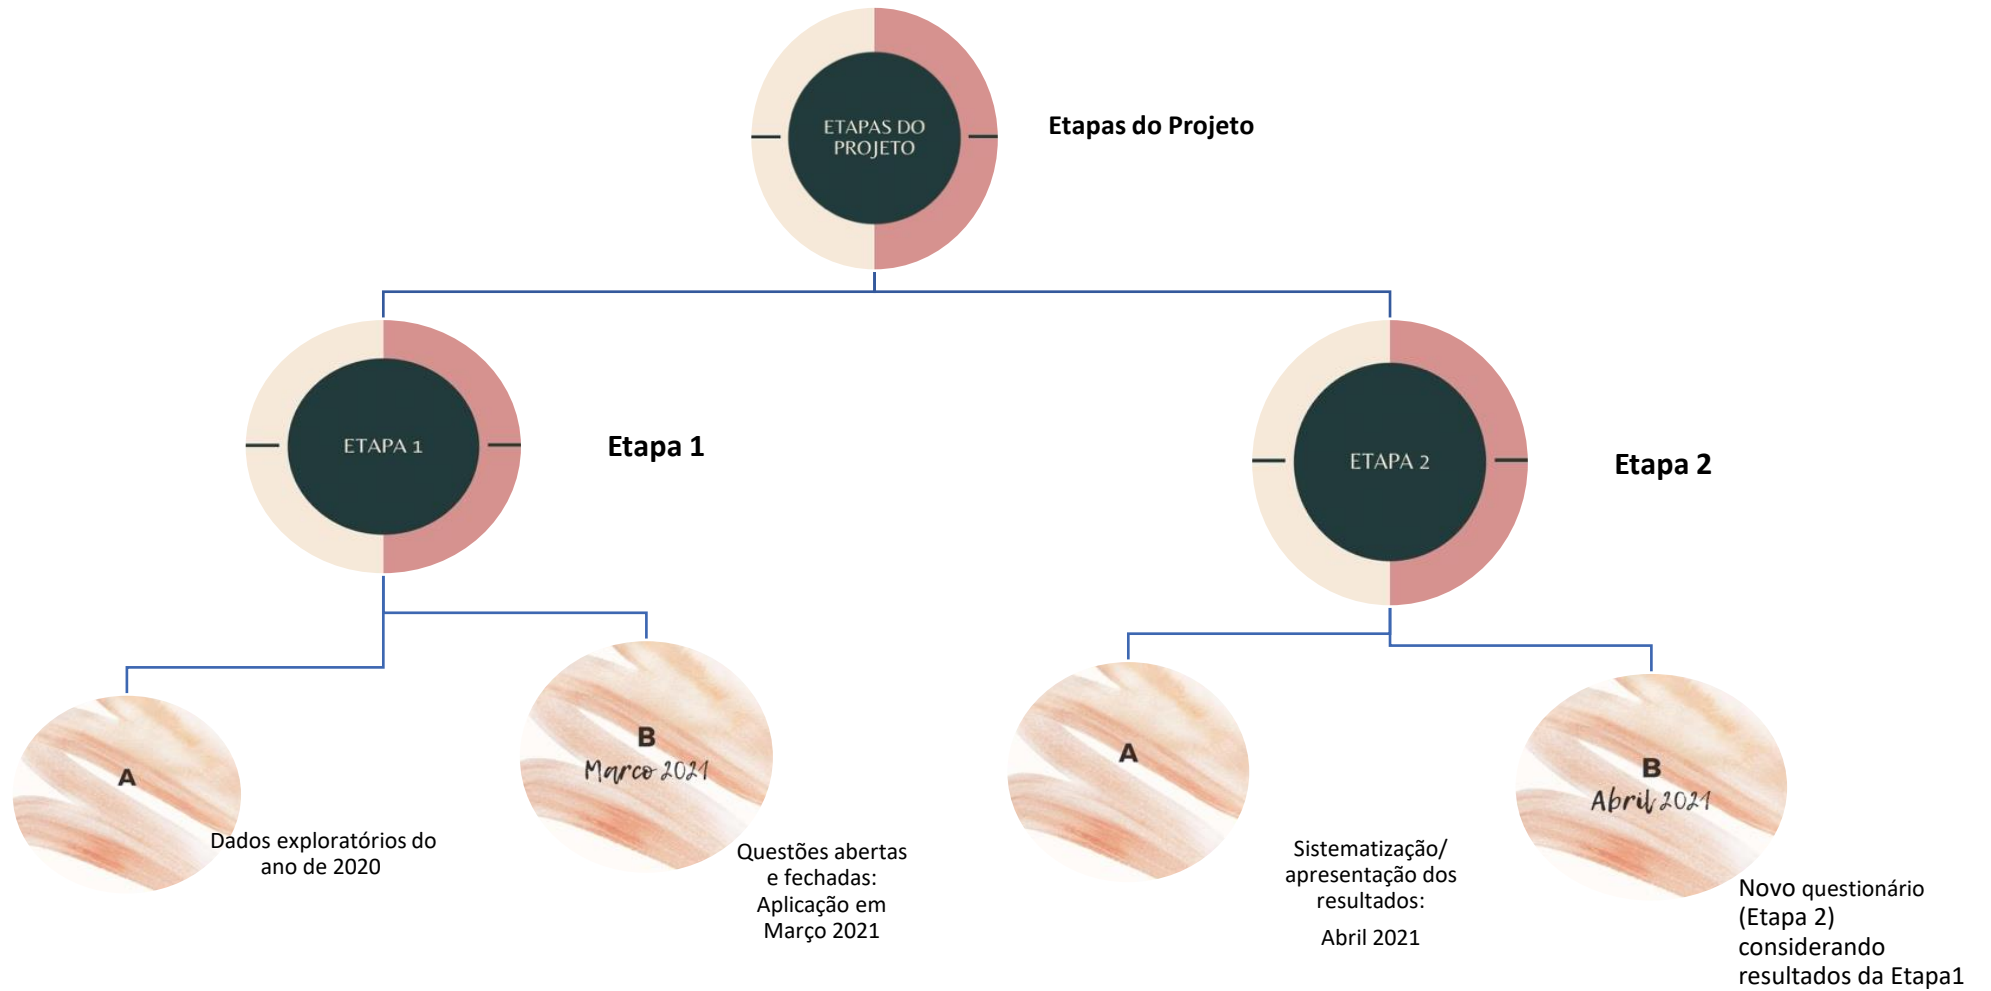 ETAPAS DO
PROJETO
Etapas do Projeto
ETAPA 1
Etapa 1
ETAPA 2
Etapa 2
A
Dados exploratórios do
ano de 2020
B
Marco 2021
Questões abertas
e fechadas:
Aplicação em
Março 2021
A
Sistematização/
apresentação dos
resultados:
Abril 2021
B
Abril 2021
Novo questionário
(Etapa 2)
considerando
resultados da Etapa1